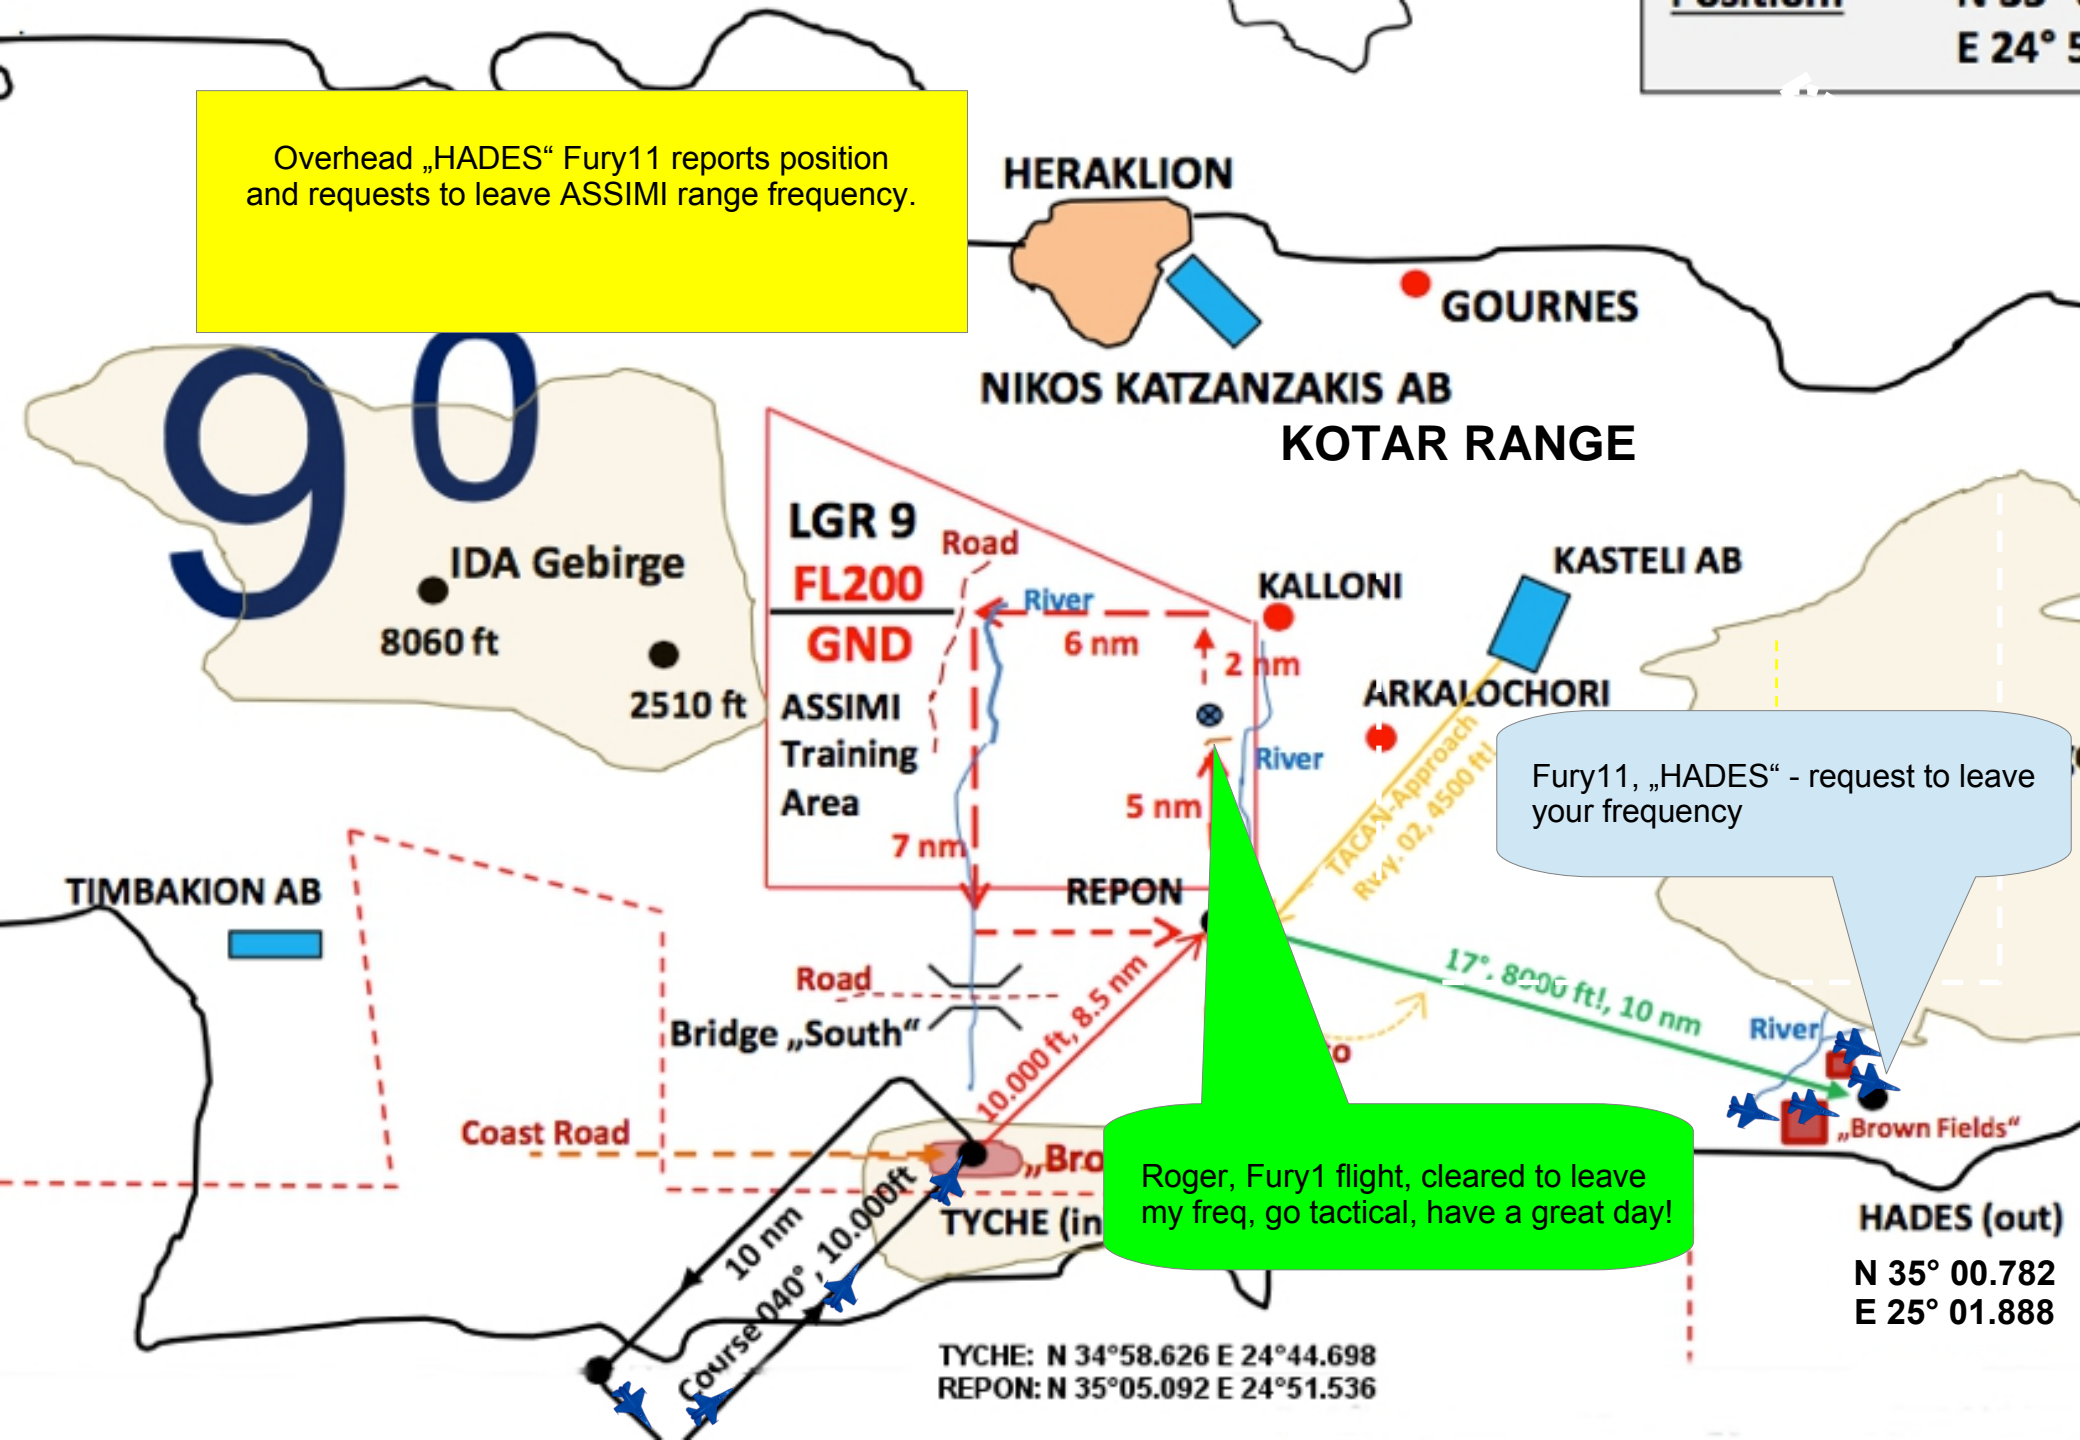 E 24° 5
Overhead „HADES“ Fury11 reports position
and requests to leave ASSIMI range frequency.
HERAKLION
GOURNES
NIKOS KATZANZAKIS AB
KOTAR RANGE
90
LGR 9
FL200
GND
ASSIMI
Training
Area
Road
River
6 nm
2 nm
5 nm
7 nm
River
KALLONI
KASTELI AB
ARKALOCHORI
TACAN-Approach
Rwy. 02, 4500 ft!
IDA Gebirge
8060 ft
2510 ft
Fury11, „HADES“ - request to leave
your frequency
TIMBAKION AB
REPON
Road
Bridge „South“
10.000 ft, 8.5 nm
17°, 8000 ft!, 10 nm
River
„Brown Fields“
Coast Road
„Bro
TYCHE (in
10 nm
Course 040°, 10.000ft
Roger, Fury1 flight, cleared to leave
my freq, go tactical, have a great day!
HADES (out)
N 35° 00.782
E 25° 01.888
TYCHE: N 34°58.626 E 24°44.698
REPON: N 35°05.092 E 24°51.536